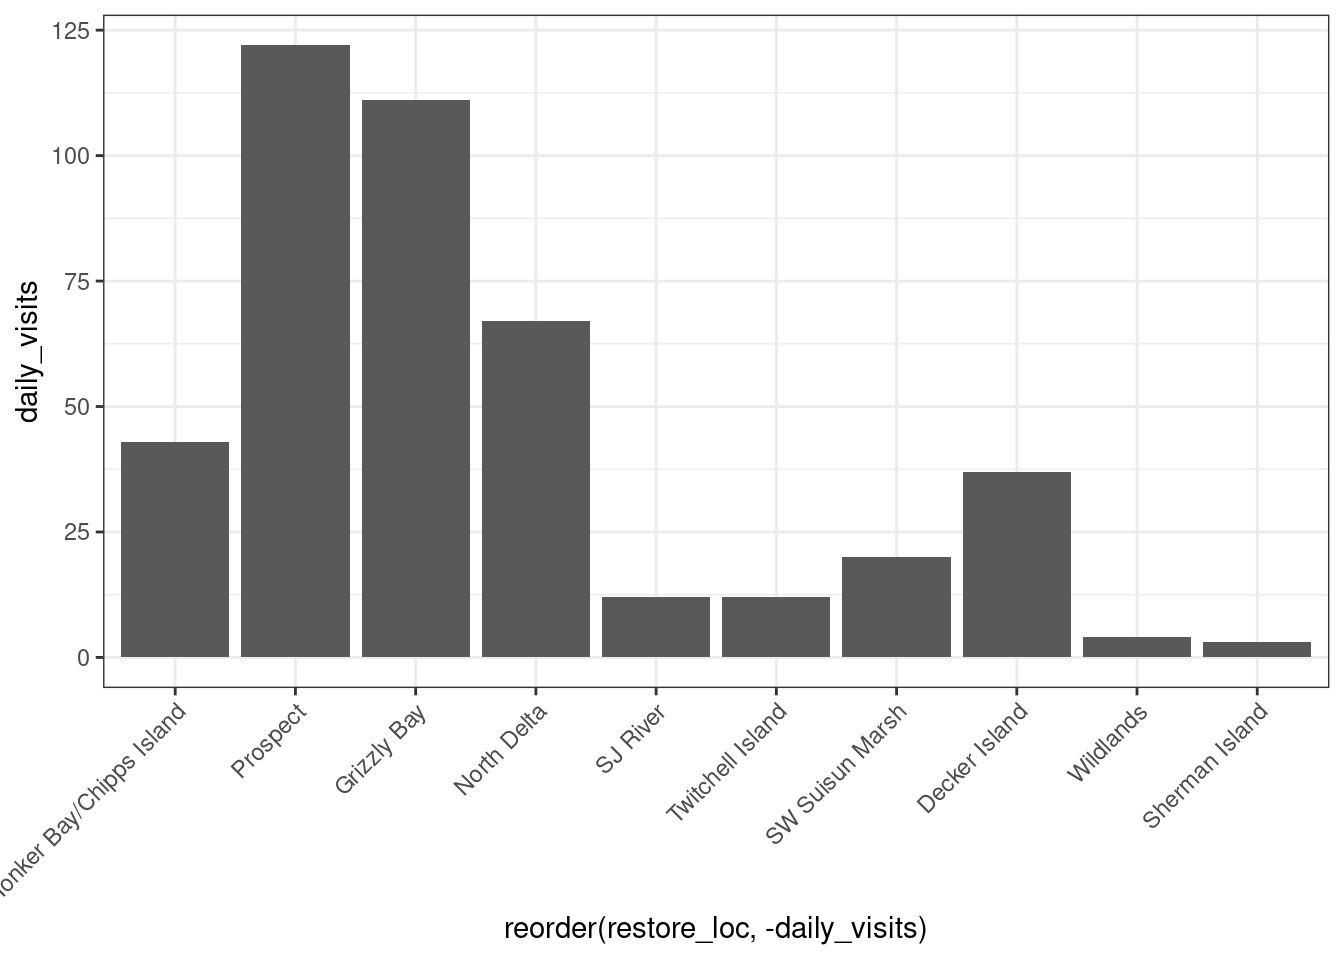 125
100
75
50
25
0
daily_visits
Bay/Chipps Island
Prospect
Grizzly Bay
North Delta
SJ River
Twitchell Island
SW Suisun Marsh
Decker Island
Wildlands
Sherman Island
reorder(restore_loc, -daily_visits)